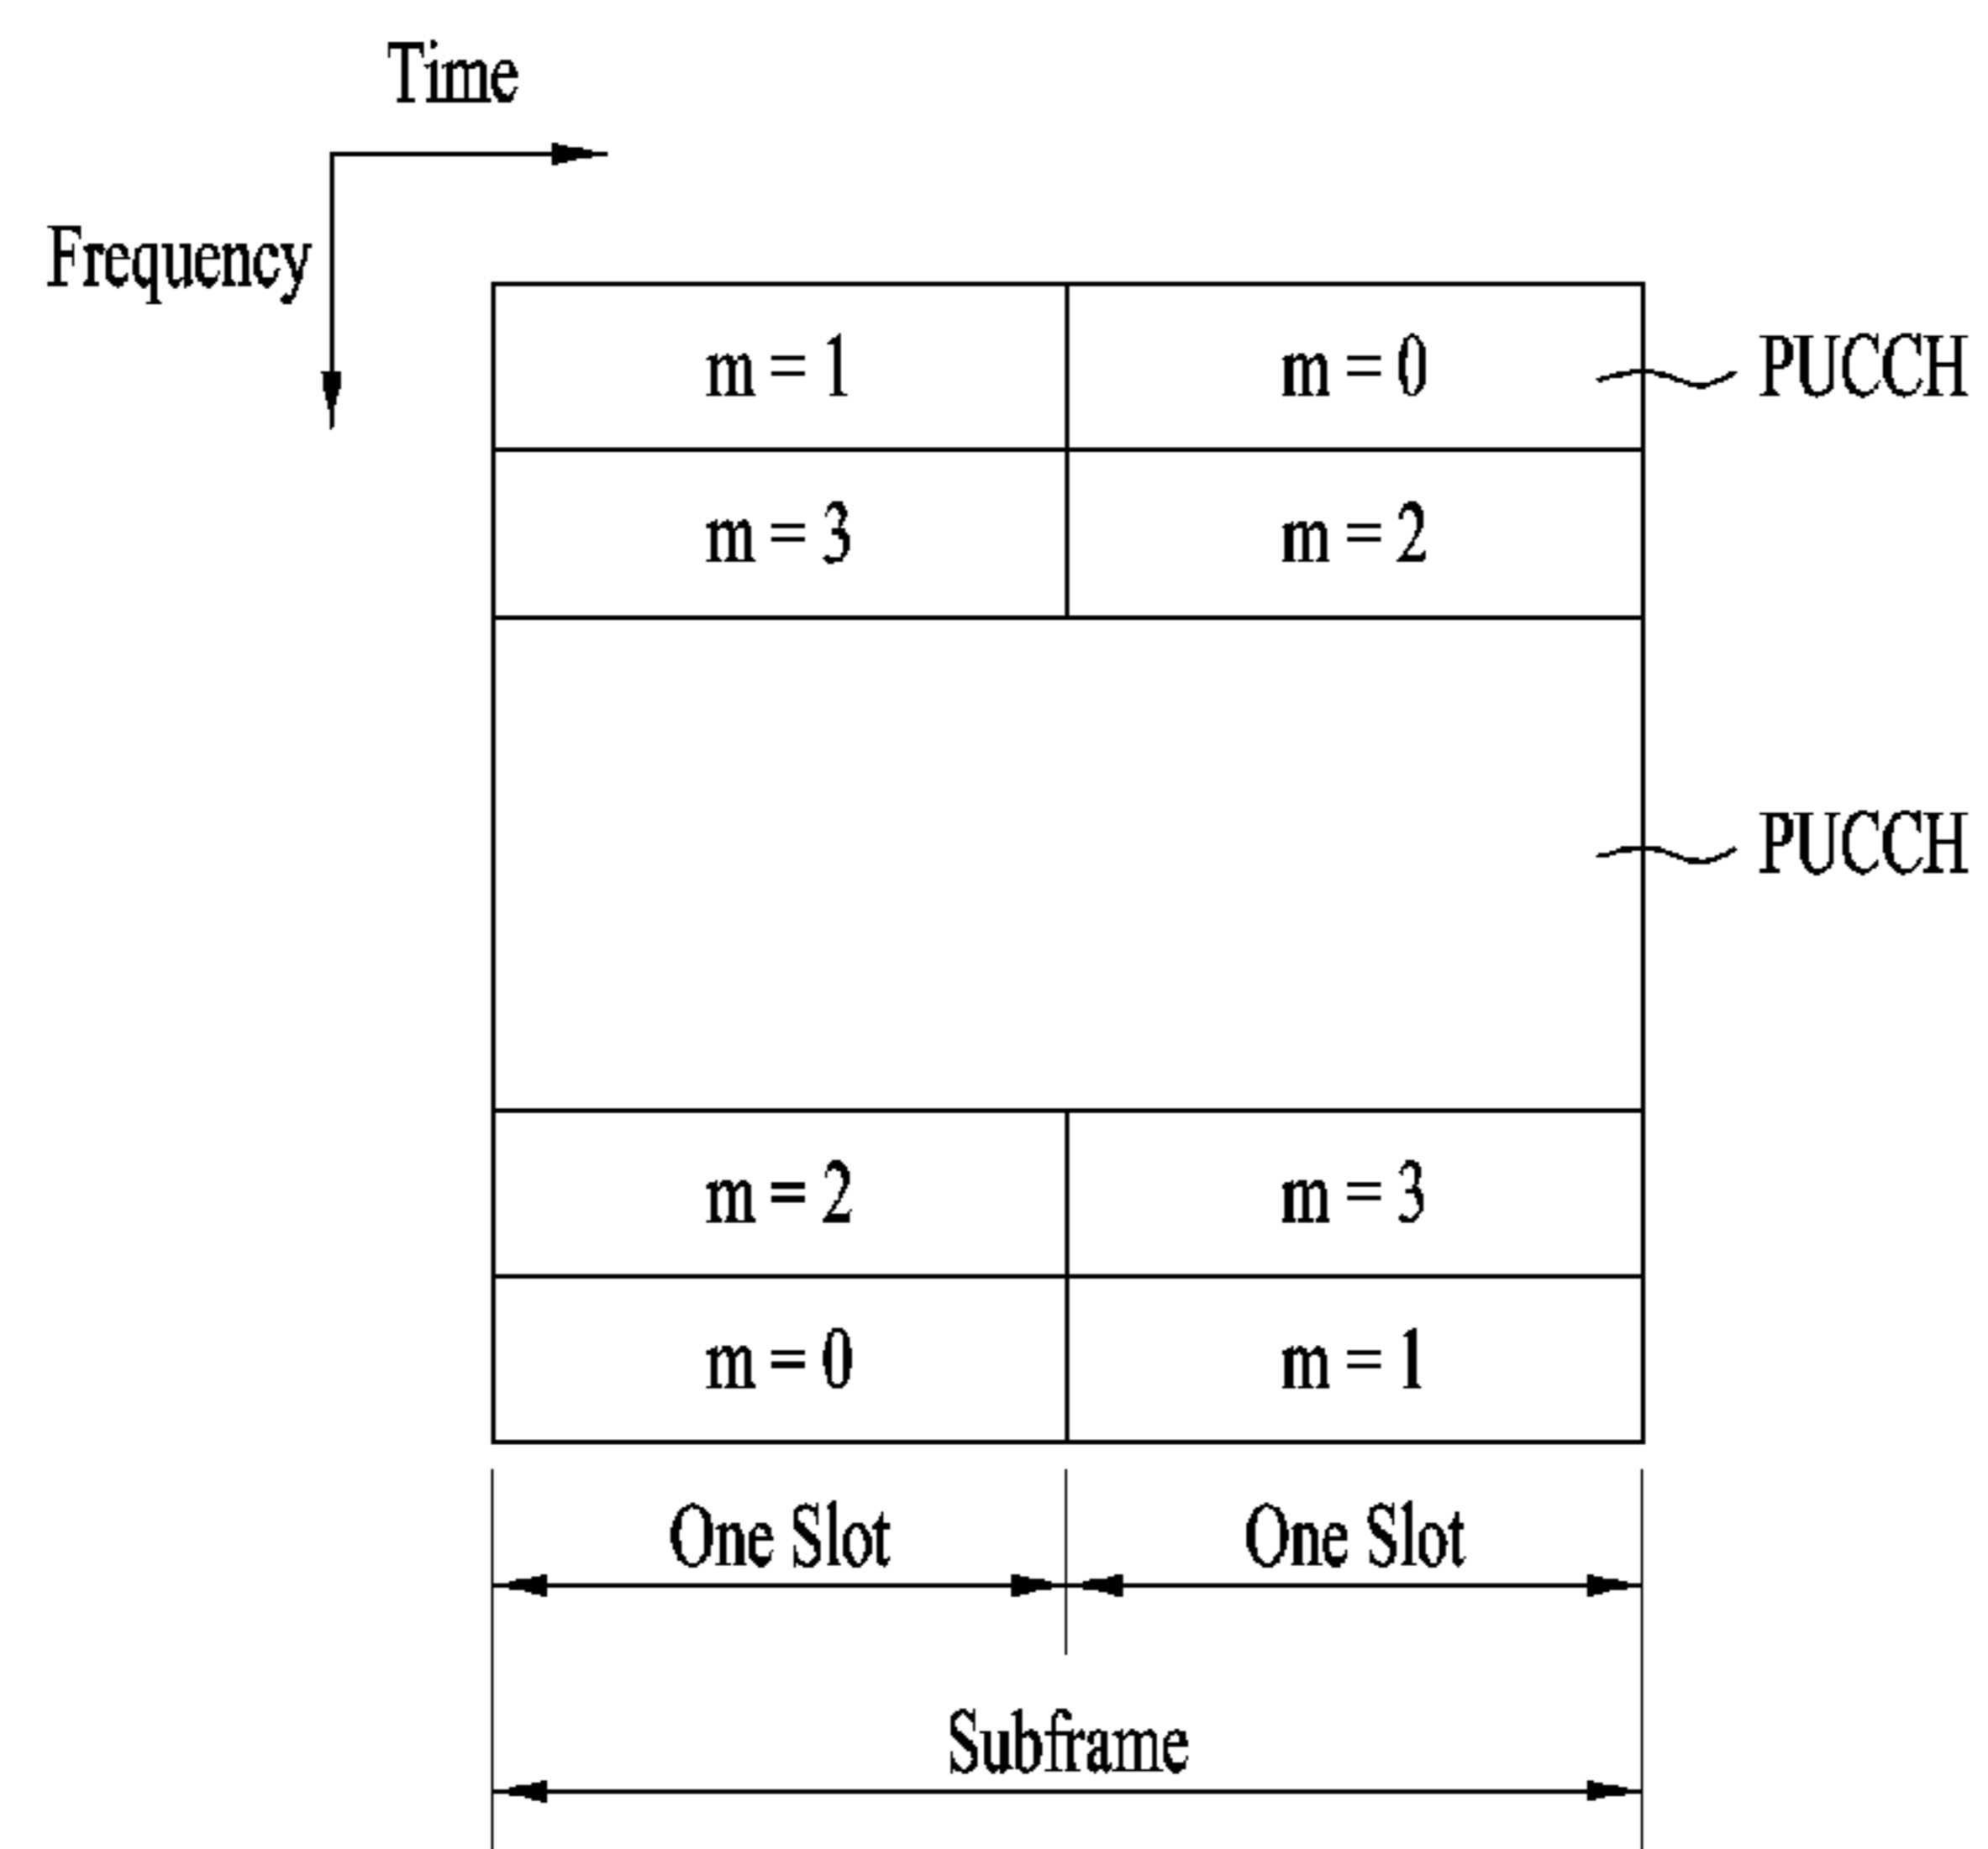 Time
Frequency
m = 1 m = 0 PUCCH
m = 3 m = 2
PUCCH
m = 2 m = 3
m = 0 m = 1
One Slot One Slot
Subframe